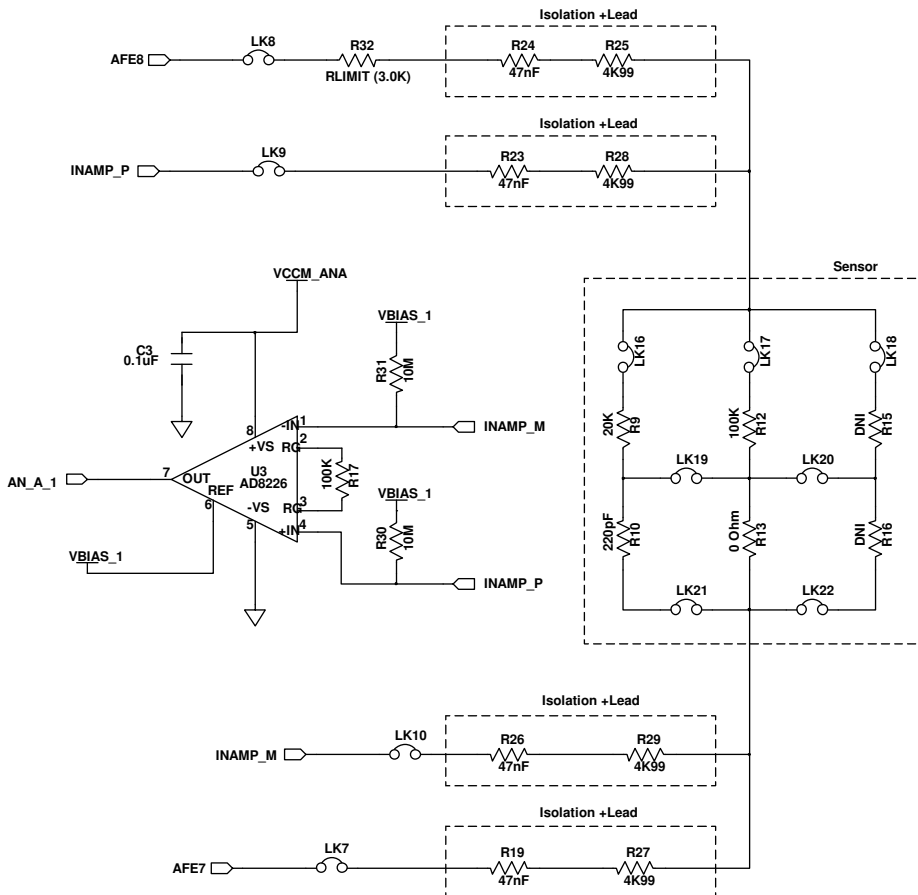 Isolation +Lead
AFE8
LK8
R32
RLIMIT (3.0K)
R24
47nF
R25
4K99
Isolation +Lead
INAMP_P
LK9
R23
47nF
R28
4K99
VCCM_ANA
C3
0.1uF
VBIAS_1
R31
10M
INAMP_M
-IN
1
2
RG
8
+VS
U3
AD8226
7
OUT
REF
6
-VS
5
RG
3
+IN
4
100K
R17
AN_A_1
VBIAS_1
VBIAS_1
R30
10M
INAMP_P
Sensor
LK16
LK17
LK18
20K
R9
100K
R12
DNI
R15
LK19
LK20
220pF
R10
0 Ohm
R13
DNI
R16
LK21
LK22
Isolation +Lead
INAMP_M
LK10
R26
47nF
R29
4K99
Isolation +Lead
AFE7
LK7
R19
47nF
R27
4K99